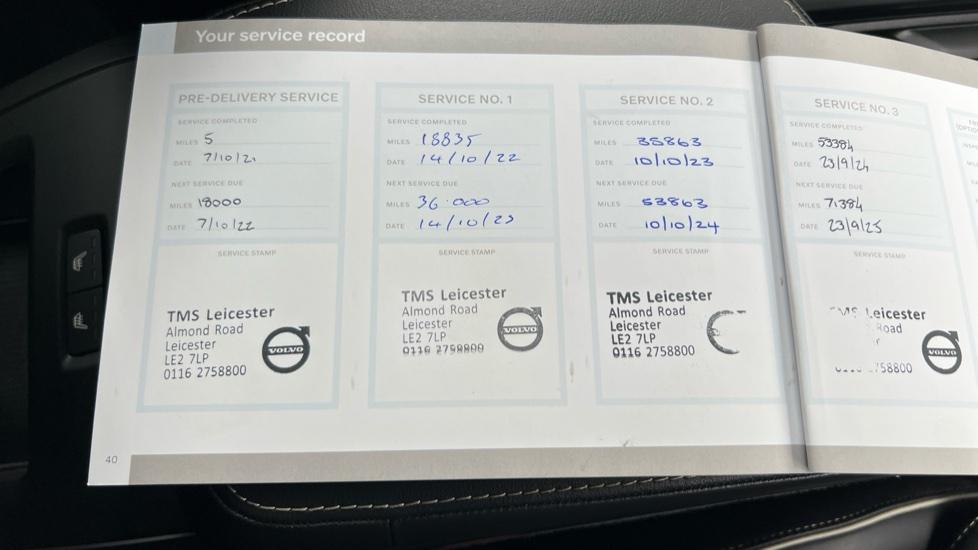 Your service record
PRE-DELIVERY SERVICE
SERVICE COMPLETED
MILES 5
DATE 7/10/21
NEXT SERVICE DUE
MILES 18000
DATE 7/10/22
SERVICE STAMP
TMS Leicester
Almond Road
Leicester
LE2 7LP
0116 2758800
VOLVO
SERVICE NO. 1
SERVICE COMPLETED
MILES 18835
DATE 14/10/22
NEXT SERVICE DUE
MILES 36.000
DATE 14/10/23
SERVICE STAMP
TMS Leicester
Almond Road
Leicester
LE2 7LP
0116 2758800
VOLVO
SERVICE NO. 2
SERVICE COMPLETED
MILES 35863
DATE 10/10/23
NEXT SERVICE DUE
MILES 53863
DATE 10/10/24
SERVICE STAMP
TMS Leicester
Almond Road
Leicester
LE2 7LP
0116 2758800
SERVICE NO. 3
SERVICE COMPLETED
MILES 53384
DATE 23/9/24
NEXT SERVICE DUE
MILES 71384
DATE 23/9/25
SERVICE STAMP
Leicester
Road
758800
VOLVO
40